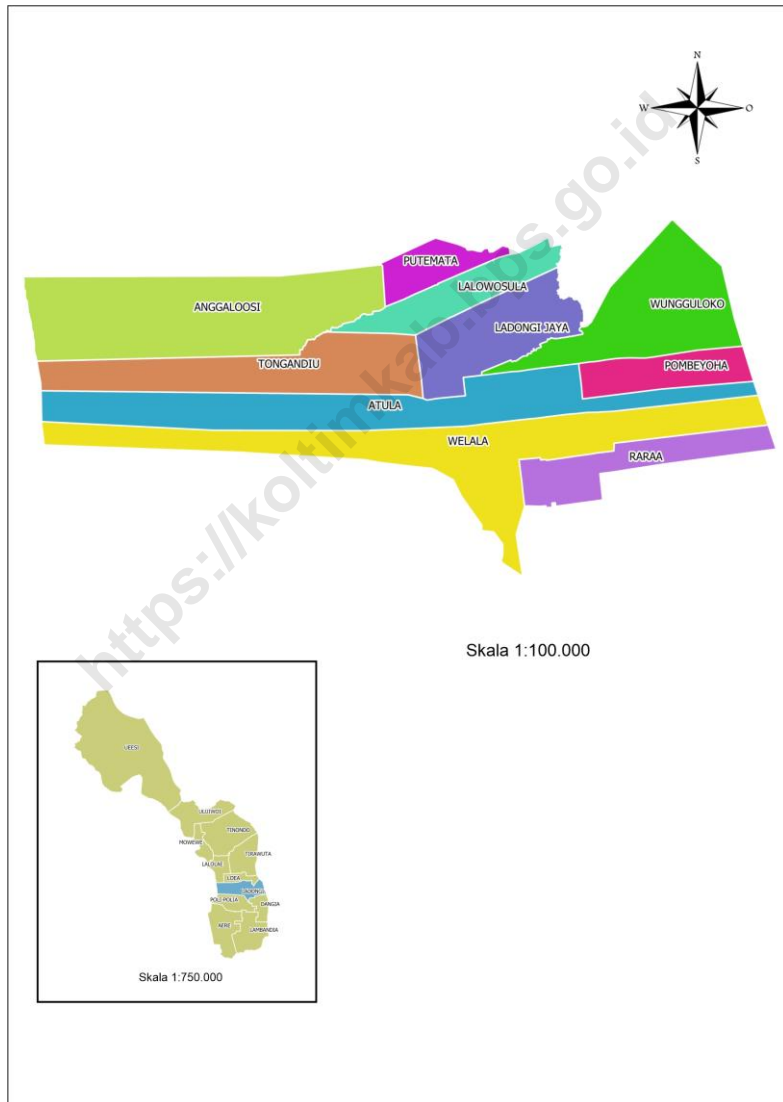 N
W O
S
PUTEMATA
LALOWOSULA
ANGGALOOSI
WUNGGULOKO
LADONGI JAYA
TONGANDIU
POMBEYOHA
ATULA
WELALA
RARAA
https://koltimkab.bps.go.id
Skala 1:100.000
UEESI
ULUIWOI
TINONDO
MOWEWE
TIRAWUTA
LALOLAE
LOEA
LADONGI
POLI-POLIA
DANGIA
AERE
LAMBANDIA
Skala 1:750.000